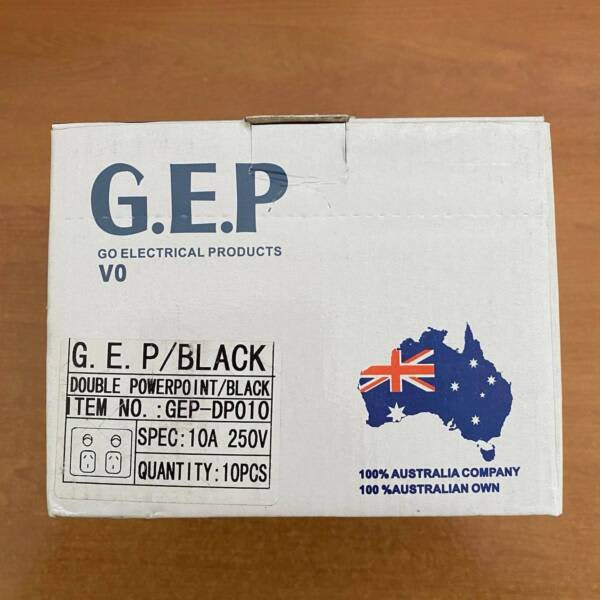 G.E.P
GO ELECTRICAL PRODUCTS
V0
G. E. P/BLACK
DOUBLE POWERPOINT/BLACK
ITEM NO. :GEP-DP010
SPEC:10A 250V
QUANTITY:10PCS
100% AUSTRALIA COMPANY
100 %AUSTRALIAN OWN